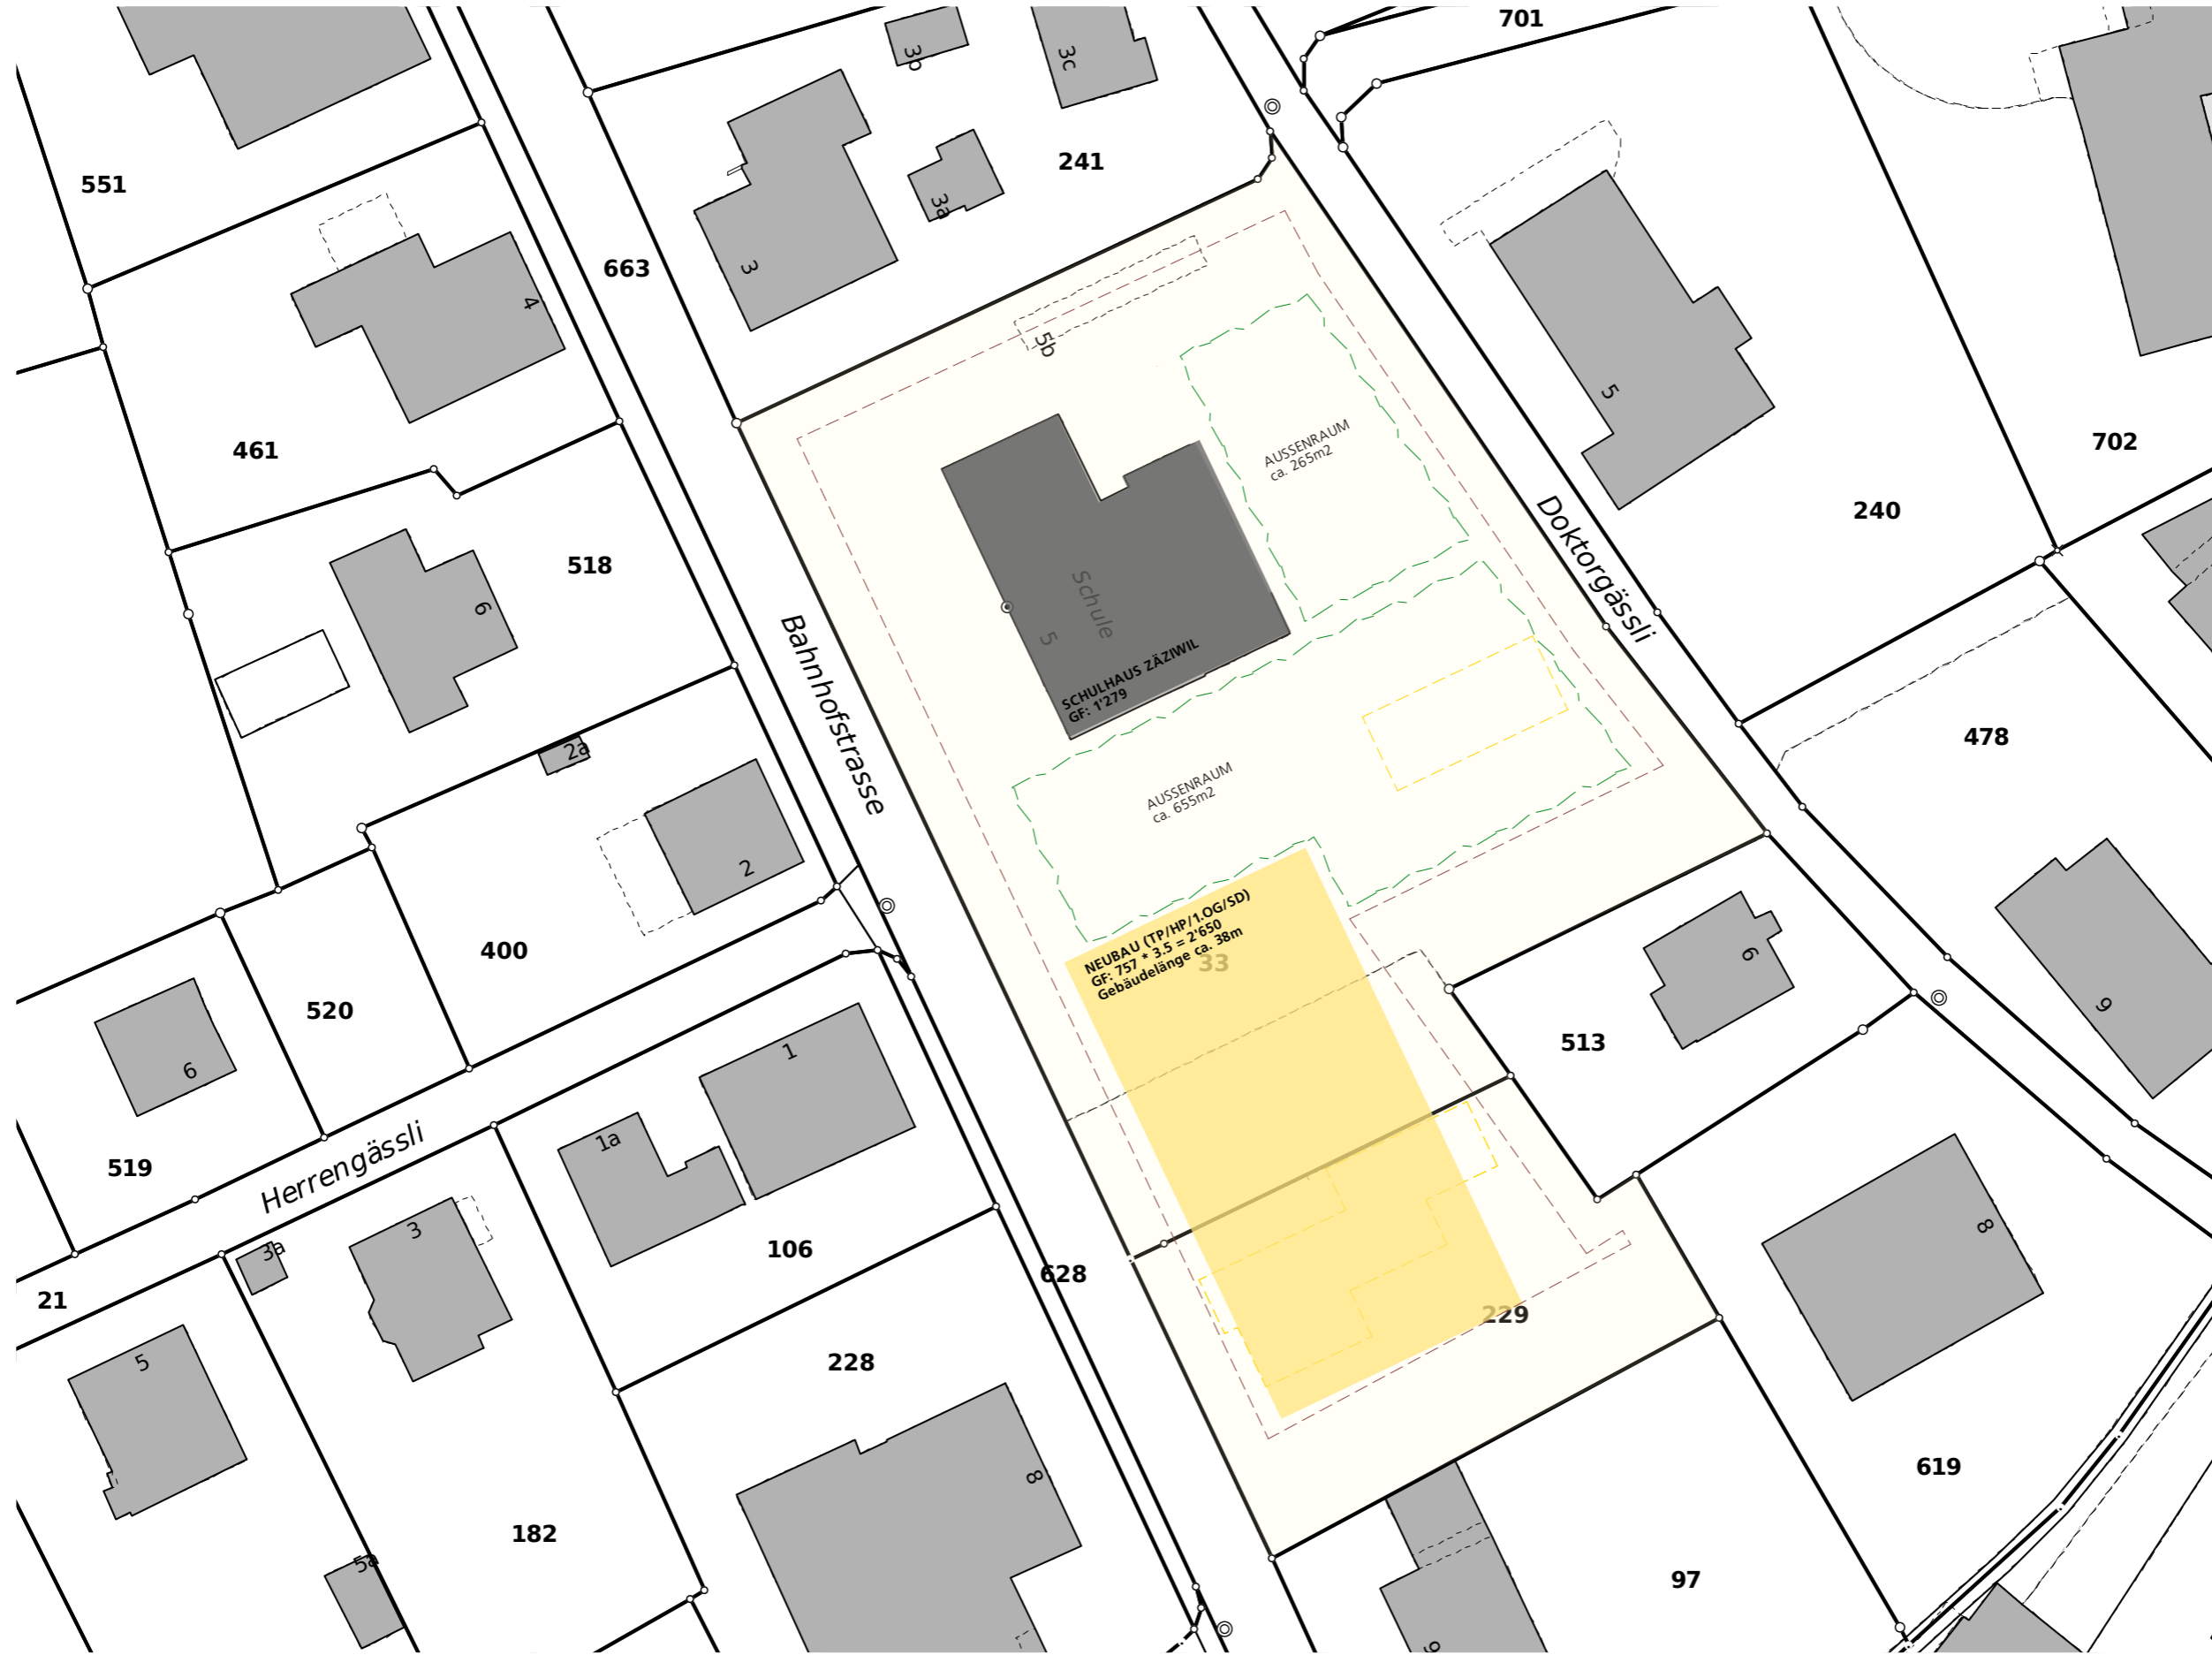 701
3b
3c
551
241
3a
663
3
4
5b
5
461
AUSSENRAUM
ca. 265m2
702
240
Doktorgässli
518
6
Schule
5
SCHULHAUS ZÄZIWIL
GF: 1'279
Bahnhofstrasse
478
2a
AUSSENRAUM
ca. 655m2
2
NEUBAU (TP/HP/1.OG/SD)
GF: 757 * 3.5 = 2'650
Gebäudelänge ca. 38m
33
400
6
9
520
513
1
6
1a
519
Herrengässli
3
3a
106
628
8
21
229
5
228
619
8
182
5a
97
9